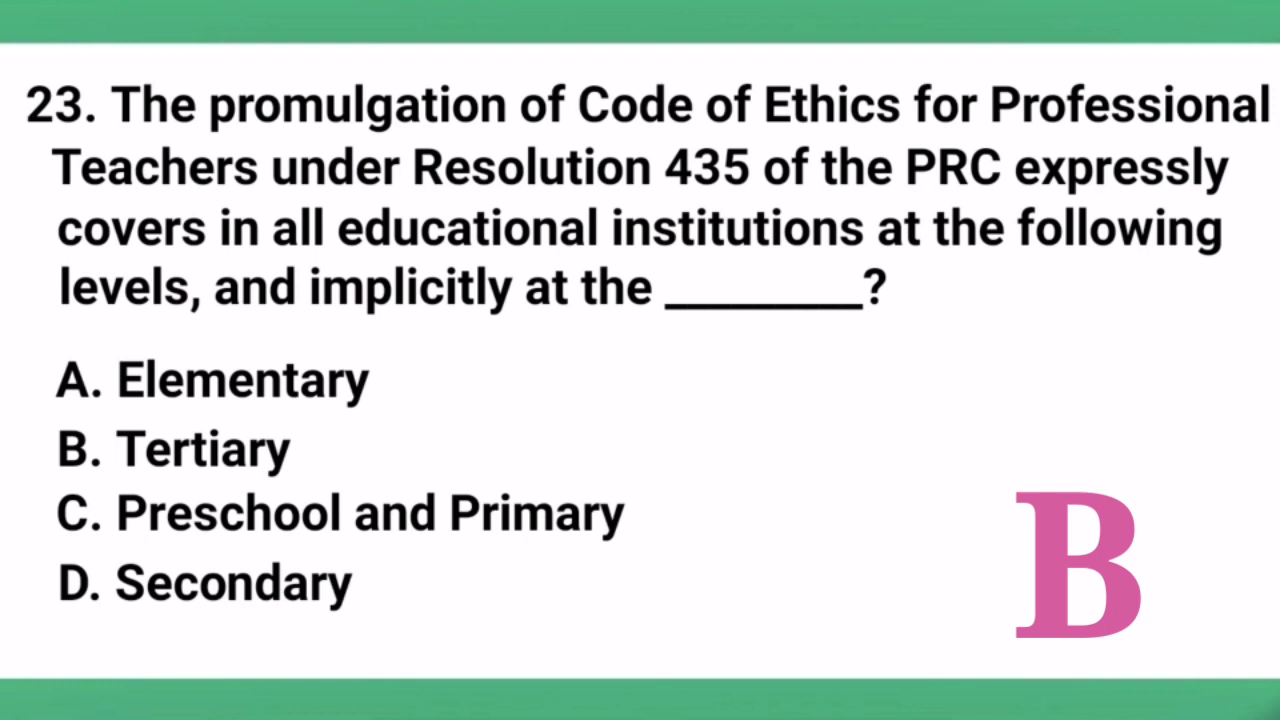 23. The promulgation of Code of Ethics for Professional
Teachers under Resolution 435 of the PRC expressly
covers in all educational institutions at the following
levels, and implicitly at the ________?
A. Elementary
B. Tertiary
C. Preschool and Primary
D. Secondary
B